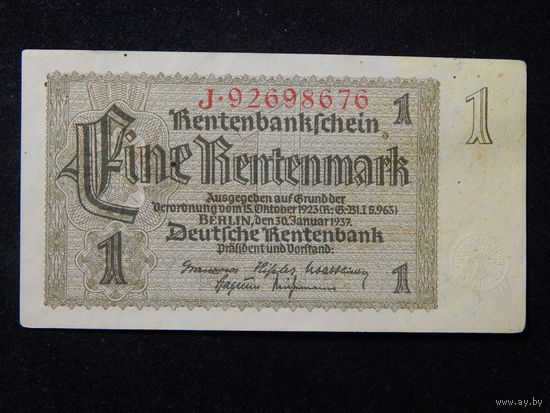 J·92698676
1
Rentenbankschein
Eine Rentenmark
1
Ausgegeben auf Grund der
Verordnung vom 15. Oktober 1923 (R.-G.-Bl. I S. 963)
BERLIN, den 30. Januar 1937
Deutsche Rentenbank
Präsident und Vorstand:
1
1
www.ay.by